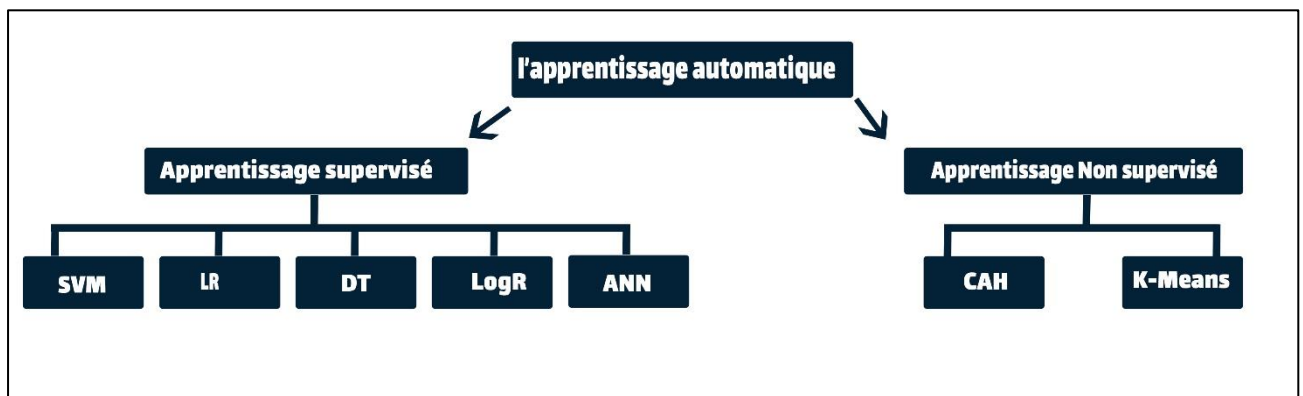 l'apprentissage automatique
Apprentissage supervisé
Apprentissage Non supervisé
SVM
LR
DT
LogR
ANN
CAH
K-Means